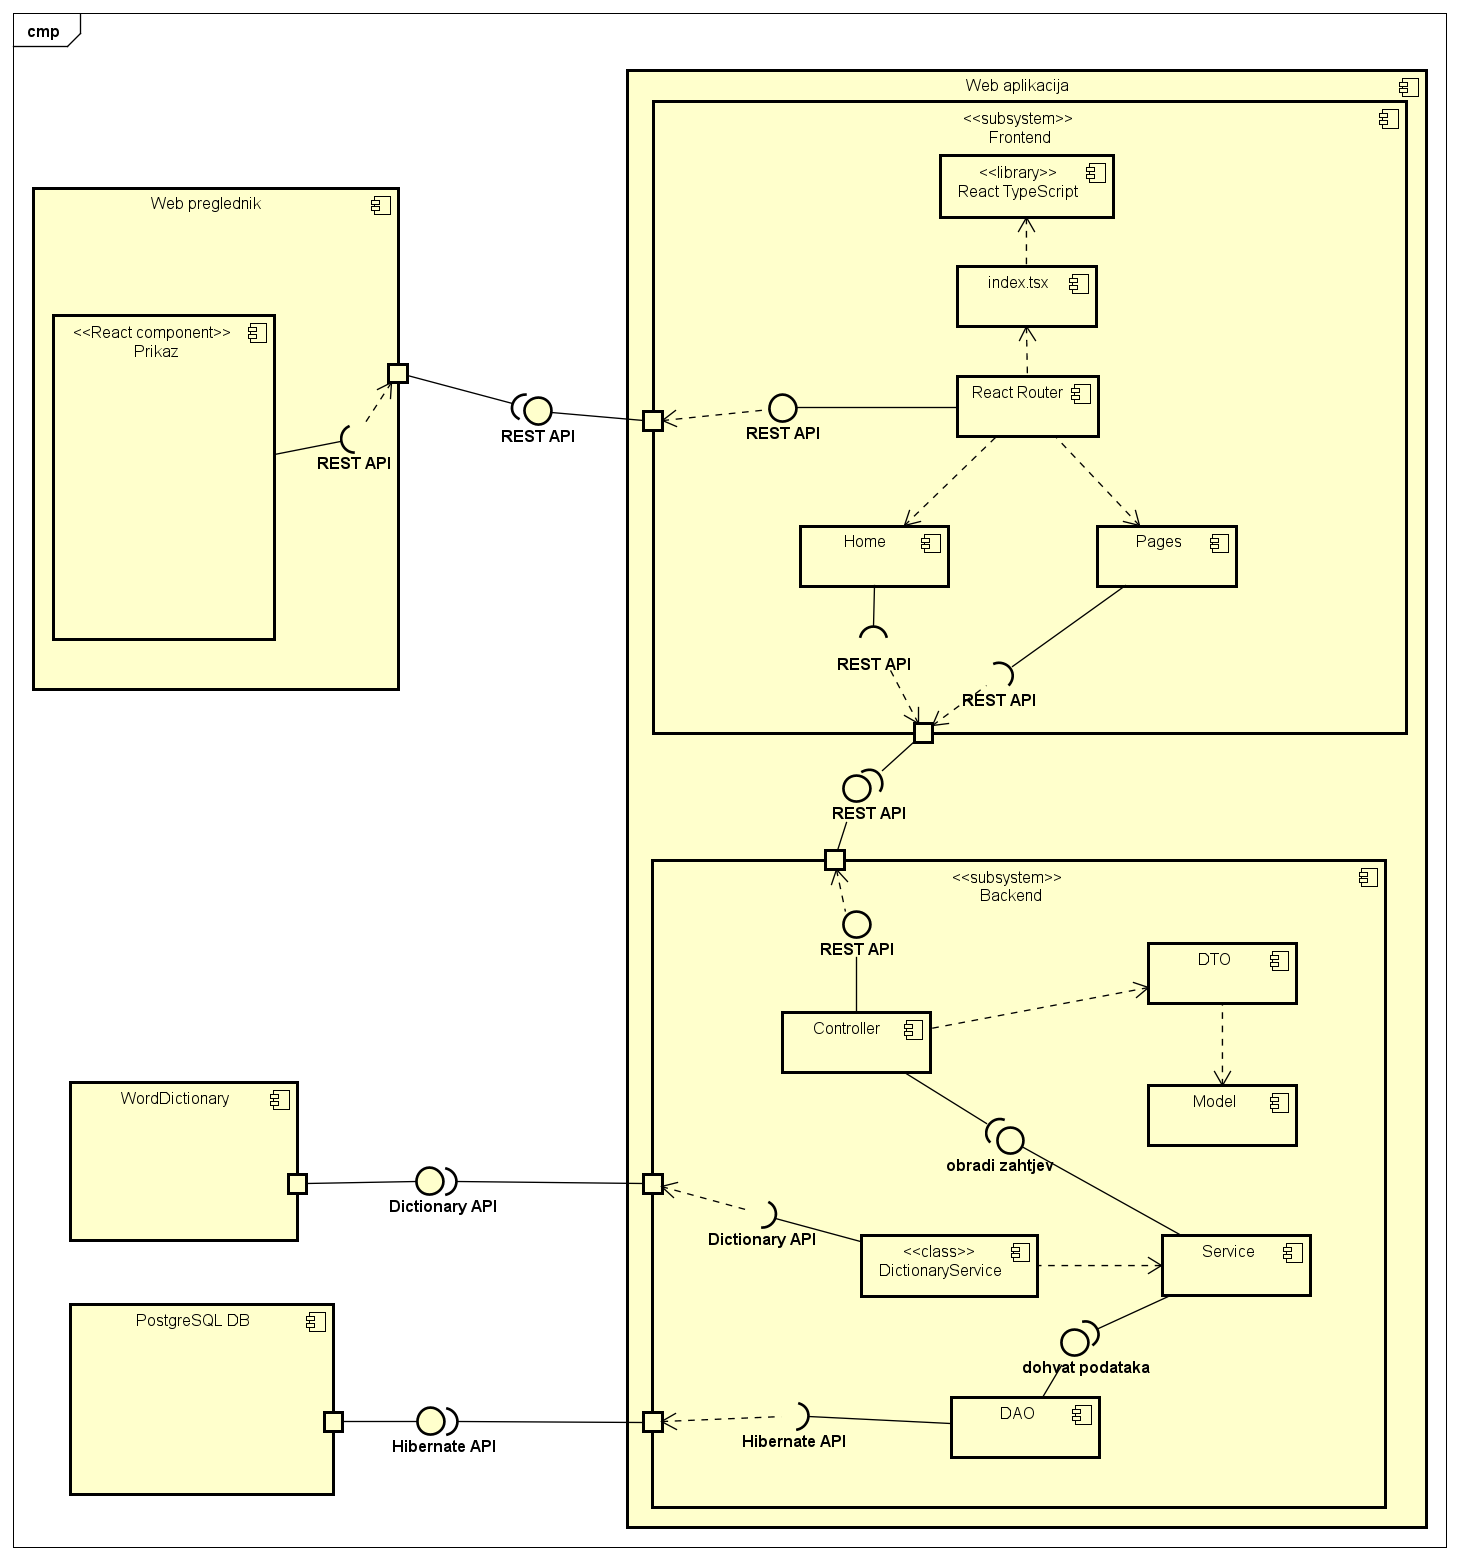 cmp
Web aplikacija
<<subsystem>>
Frontend
<<library>>
React TypeScript
Web preglednik
index.tsx
<<React component>>
Prikaz
React Router
REST API
REST API
REST API
Home
Pages
REST API
REST API
REST API
<<subsystem>>
Backend
REST API
DTO
Controller
WordDictionary
Model
obradi zahtjev
Dictionary API
Dictionary API
<<class>>
DictionaryService
Service
PostgreSQL DB
dohvat podataka
DAO
Hibernate API
Hibernate API